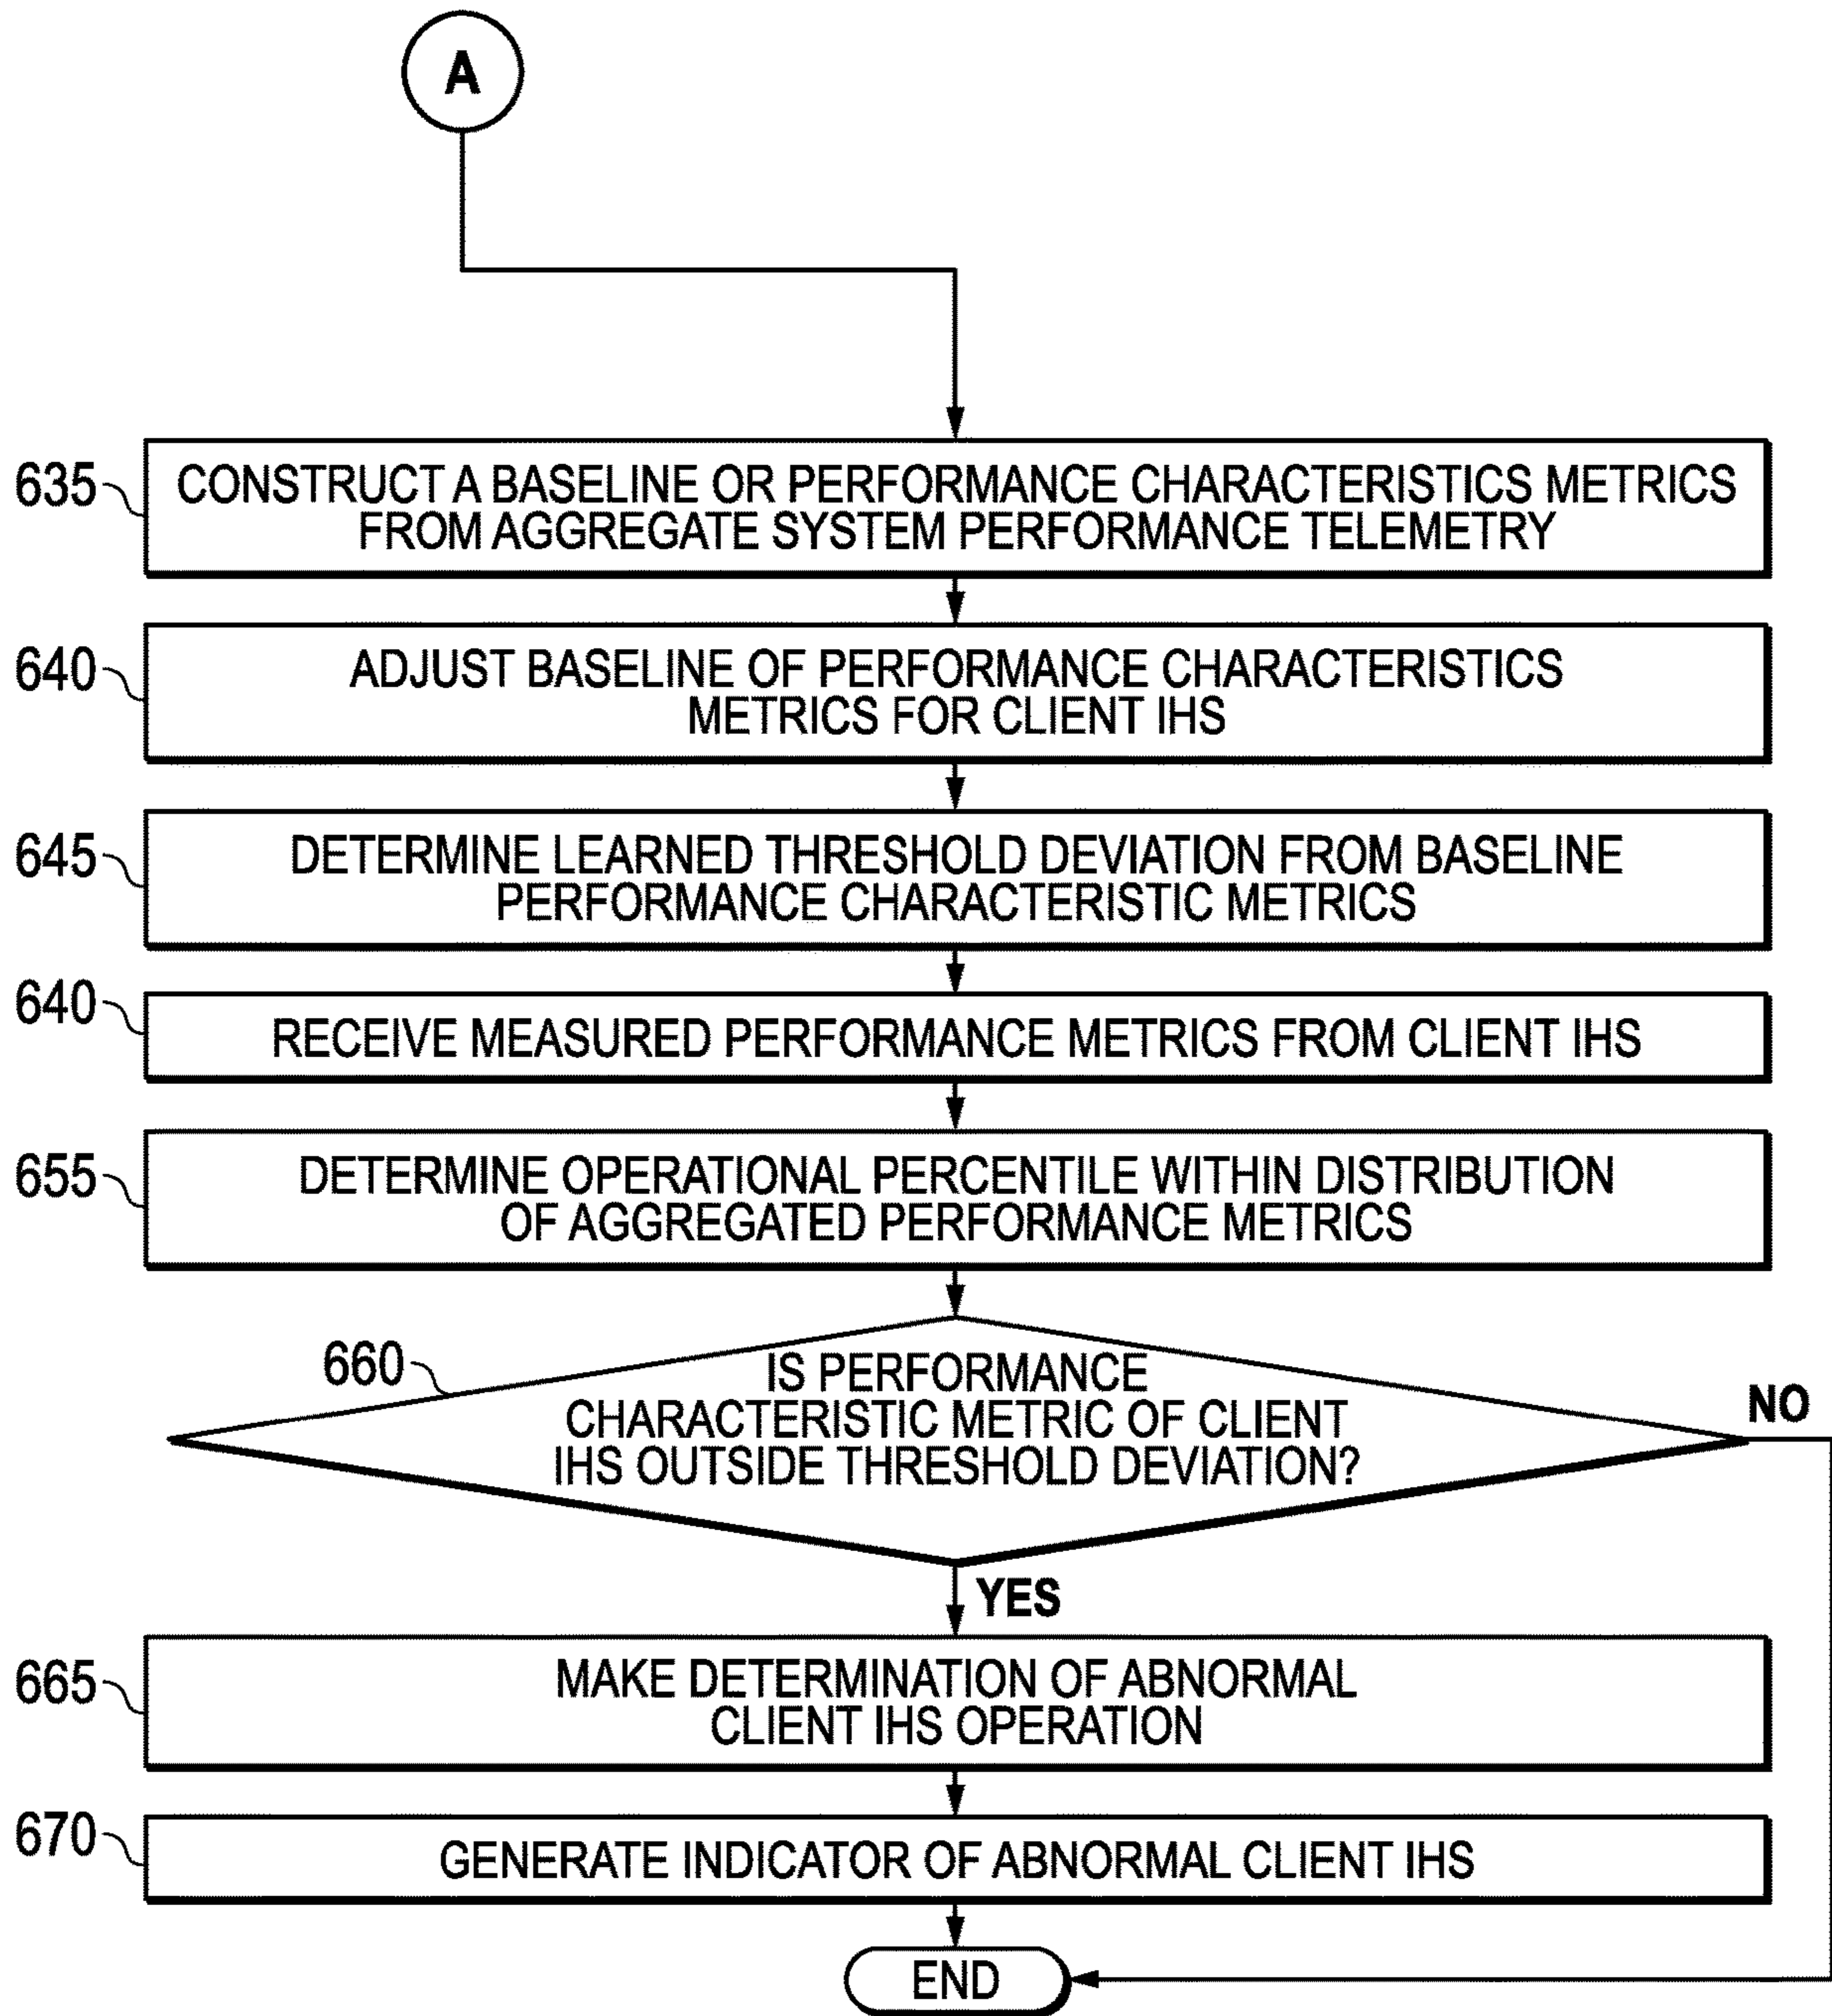 A
635
CONSTRUCT A BASELINE OR PERFORMANCE CHARACTERISTICS METRICS
FROM AGGREGATE SYSTEM PERFORMANCE TELEMETRY
640
ADJUST BASELINE OF PERFORMANCE CHARACTERISTICS
METRICS FOR CLIENT IHS
645
DETERMINE LEARNED THRESHOLD DEVIATION FROM BASELINE
PERFORMANCE CHARACTERISTIC METRICS
640
RECEIVE MEASURED PERFORMANCE METRICS FROM CLIENT IHS
655
DETERMINE OPERATIONAL PERCENTILE WITHIN DISTRIBUTION
OF AGGREGATED PERFORMANCE METRICS
660
IS PERFORMANCE
CHARACTERISTIC METRIC OF CLIENT
IHS OUTSIDE THRESHOLD DEVIATION?
NO
YES
665
MAKE DETERMINATION OF ABNORMAL
CLIENT IHS OPERATION
670
GENERATE INDICATOR OF ABNORMAL CLIENT IHS
END